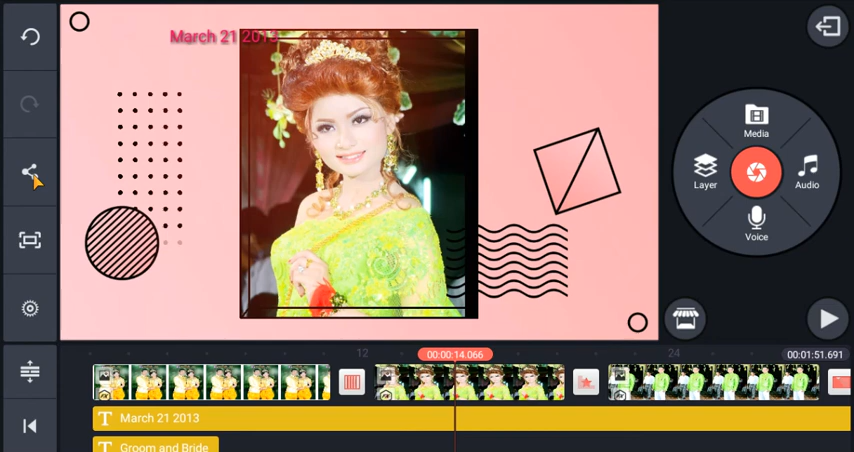 March 21 2013
Media
Layer
Audio
Voice
12
00:00:14.066
24
00:01:51.691
T March 21 2013
T Groom and Bride